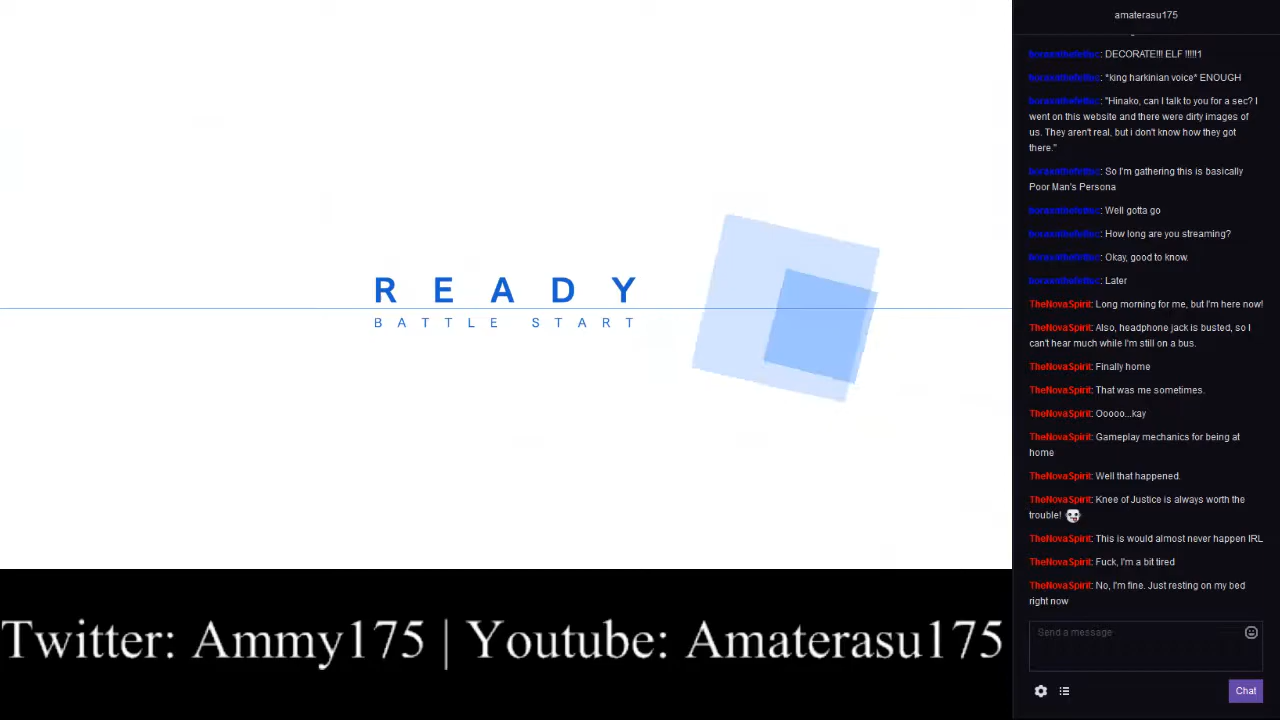 READY
BATTLE START
Twitter: Ammy175 | Youtube: Amaterasu175
amaterasu175
: DECORATE!!! ELF !!!!!1
: *king harkinian voice* ENOUGH
: "Hinako, can I talk to you for a sec? I
went on this website and there were dirty images of
us. They aren't real, but i don't know how they got
there."
: So I'm gathering this is basically
Poor Man's Persona
: Well gotta go
: How long are you streaming?
: Okay, good to know.
: Later
TheNovaSpirit: Long morning for me, but I'm here now!
TheNovaSpirit: Also, headphone jack is busted, so I
can't hear much while I'm still on a bus.
TheNovaSpirit: Finally home
TheNovaSpirit: That was me sometimes.
TheNovaSpirit: Ooooo...kay
TheNovaSpirit: Gameplay mechanics for being at
home
TheNovaSpirit: Well that happened.
TheNovaSpirit: Knee of Justice is always worth the
trouble!
TheNovaSpirit: This is would almost never happen IRL
TheNovaSpirit: Fuck, I'm a bit tired
TheNovaSpirit: No, I'm fine. Just resting on my bed
right now
Send a message
Chat